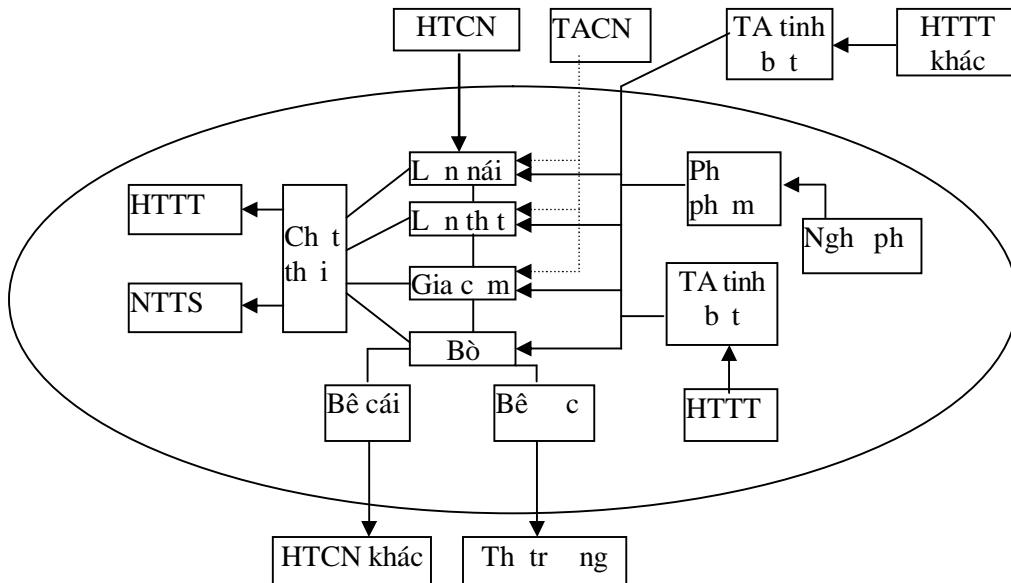 HTCN
TACN
TA tinh
b t
HTTT
khác
L n nái
HTTT
Ch t
th i
L n th t
Ph
ph m
Ngh ph
Gia c m
NTTS
TA tinh
b t
Bò
Bê cái
Bê c
HTTT
HTCN khác
Th tr ng